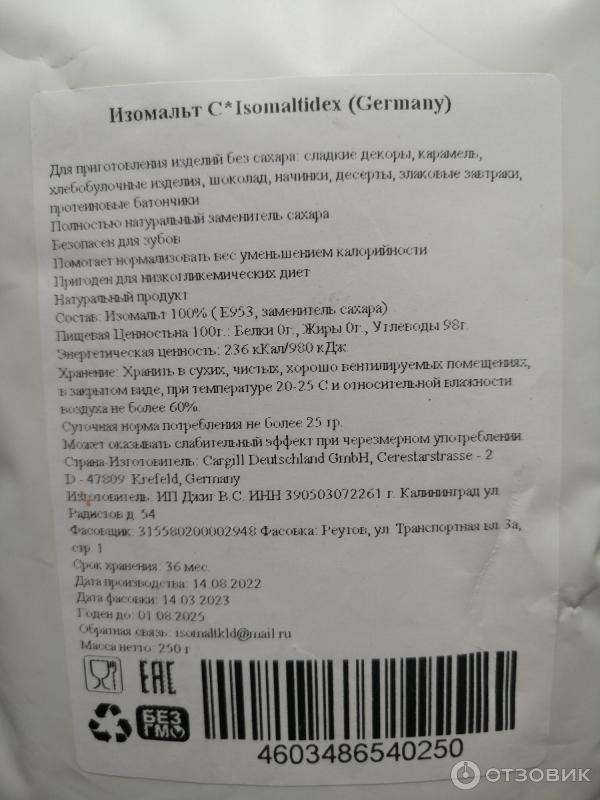 Изомальт C*Isomaltidex (Germany)
Для приготовления изделий без сахара: сладкие декоры, карамель,
хлебобулочные изделия, шоколад, начинки, десерты, злаковые завтраки,
протеиновые батончики
Полностью натуральный заменитель сахара
Безопасен для зубов
Помогает нормализовать вес уменьшением калорийности
Пригоден для низкогликемических диет
Натуральный продукт
Состав: Изомальт 100% ( E953, заменитель сахара)
Пищевая Ценностьна 100г.: Белки 0г., Жиры 0г., Углеводы 98г.
Энергетическая ценность: 236 кКал/980 кДж.
Хранение: Хранить в сухих, чистых, хорошо вентилируемых помещениях,
в закрытом виде, при температуре 20-25 С и относительной влажности
воздуха не более 60%.
Суточная норма потребления не более 25 гр.
Может оказывать слабительный эффект при черезмерном употреблении.
Страна-Изготовитель: Cargill Deutschland GmbH, Cerestarstrasse - 2
D - 47809 Krefeld, Germany
Изготовитель: ИП Джиг В.С. ИНН 390503072261 г. Калининград ул.
Радистов д. 54
Фасовщик: 315580200002948 Фасовка: Реутов, ул. Транспортная вл. 3а,
стр. 1
Срок хранения: 36 мес.
Дата производства: 14.08.2022
Дата фасовки: 14.03.2023
Годен до: 01.08.2025
Обратная связь: isomaltkld@mail.ru
Масса нетто: 250 г
EAC
БЕЗ
ГМО
4603486540250
ОТЗОВИК